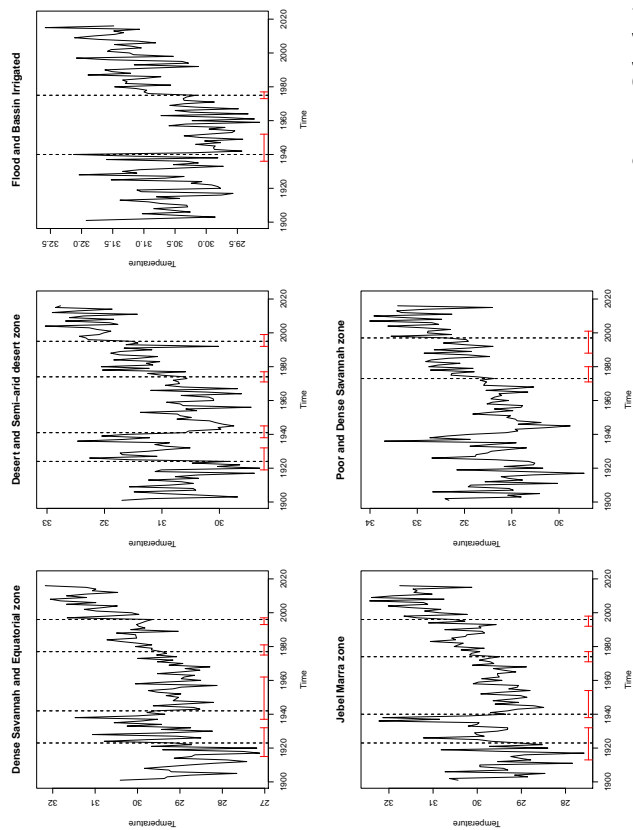 Dense Savannah and Equatorial zone
Temperature
27 28 29 30 31 32
1900 1920 1940 1960 1980 2000 2020
Time
Desert and Semi−arid desert zone
Temperature
30 31 32 33
1900 1920 1940 1960 1980 2000 2020
Time
Flood and Bassin Irrigated
Temperature
29.5 30.0 30.5 31.0 31.5 32.0 32.5
1900 1920 1940 1960 1980 2000 2020
Time
Jebel Marra zone
Temperature
28 29 30 31 32
1900 1920 1940 1960 1980 2000 2020
Time
Poor and Dense Savannah zone
Temperature
30 31 32 33 34
1900 1920 1940 1960 1980 2000 2020
Time